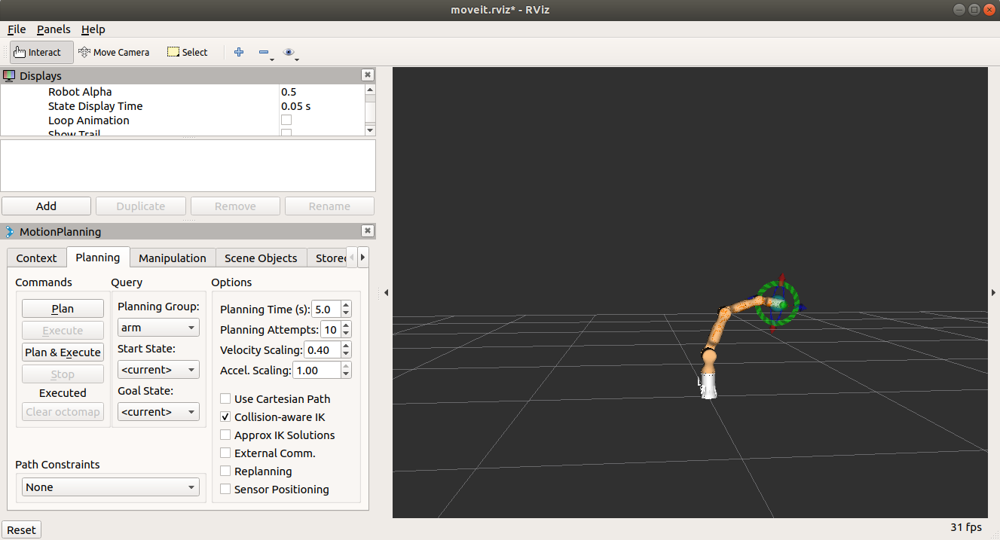 moveit.rviz* - RViz
File Panels Help
Interact Move Camera Select
Displays
Robot Alpha 0.5
State Display Time 0.05 s
Loop Animation
Show Trail
Add Duplicate Remove Rename
MotionPlanning
Context Planning Manipulation Scene Objects Stored
Commands Query Options
Plan
Execute
Plan & Execute
Stop
Executed
Clear octomap
Planning Group:
arm
Start State:
<current>
Goal State:
<current>
Planning Time (s): 5.0
Planning Attempts: 10
Velocity Scaling: 0.40
Accel. Scaling: 1.00
Use Cartesian Path
Collision-aware IK
Approx IK Solutions
External Comm.
Replanning
Sensor Positioning
Path Constraints
None
Reset
31 fps